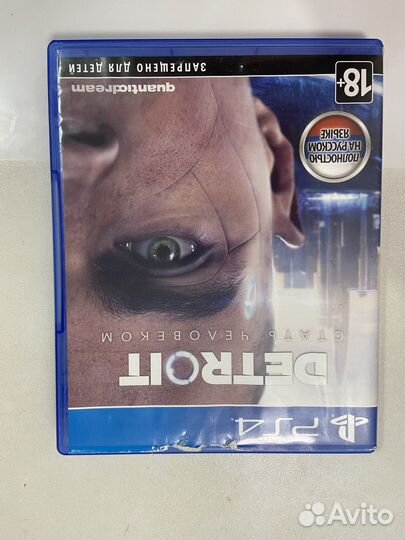 PS4
DETROIT
СТАТЬ ЧЕЛОВЕКОМ
ПОЛНОСТЬЮ
НА РУССКОМ
ЯЗЫКЕ
18+
quanticdream
ЗАПРЕЩЕНО ДЛЯ ДЕТЕЙ
Avito